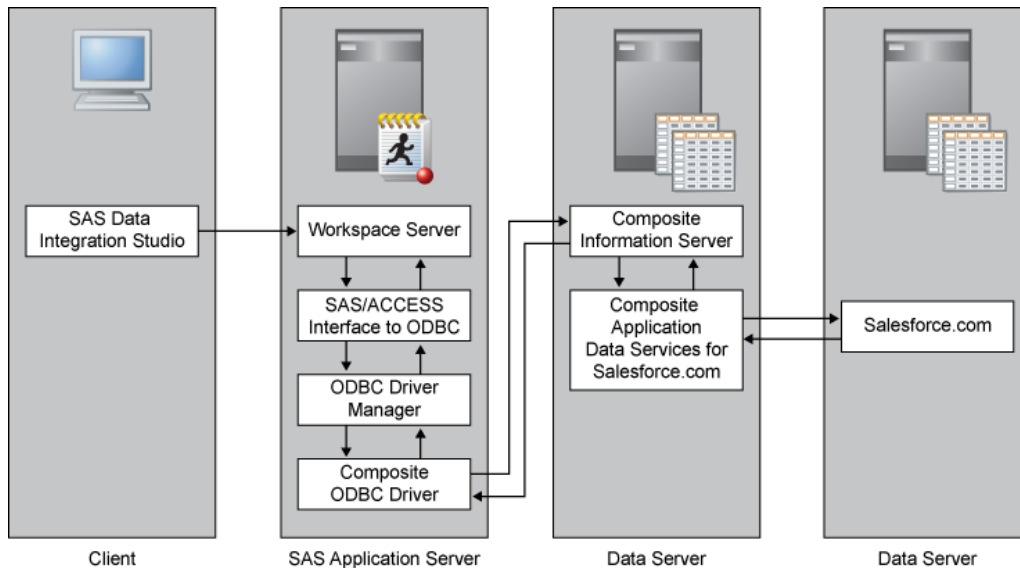 SAS Data
Integration Studio
Workspace Server
SAS/ACCESS
Interface to ODBC
ODBC Driver
Manager
Composite
ODBC Driver
Composite
Information Server
Composite
Application
Data Services for
Salesforce.com
Salesforce.com
Client
SAS Application Server
Data Server
Data Server